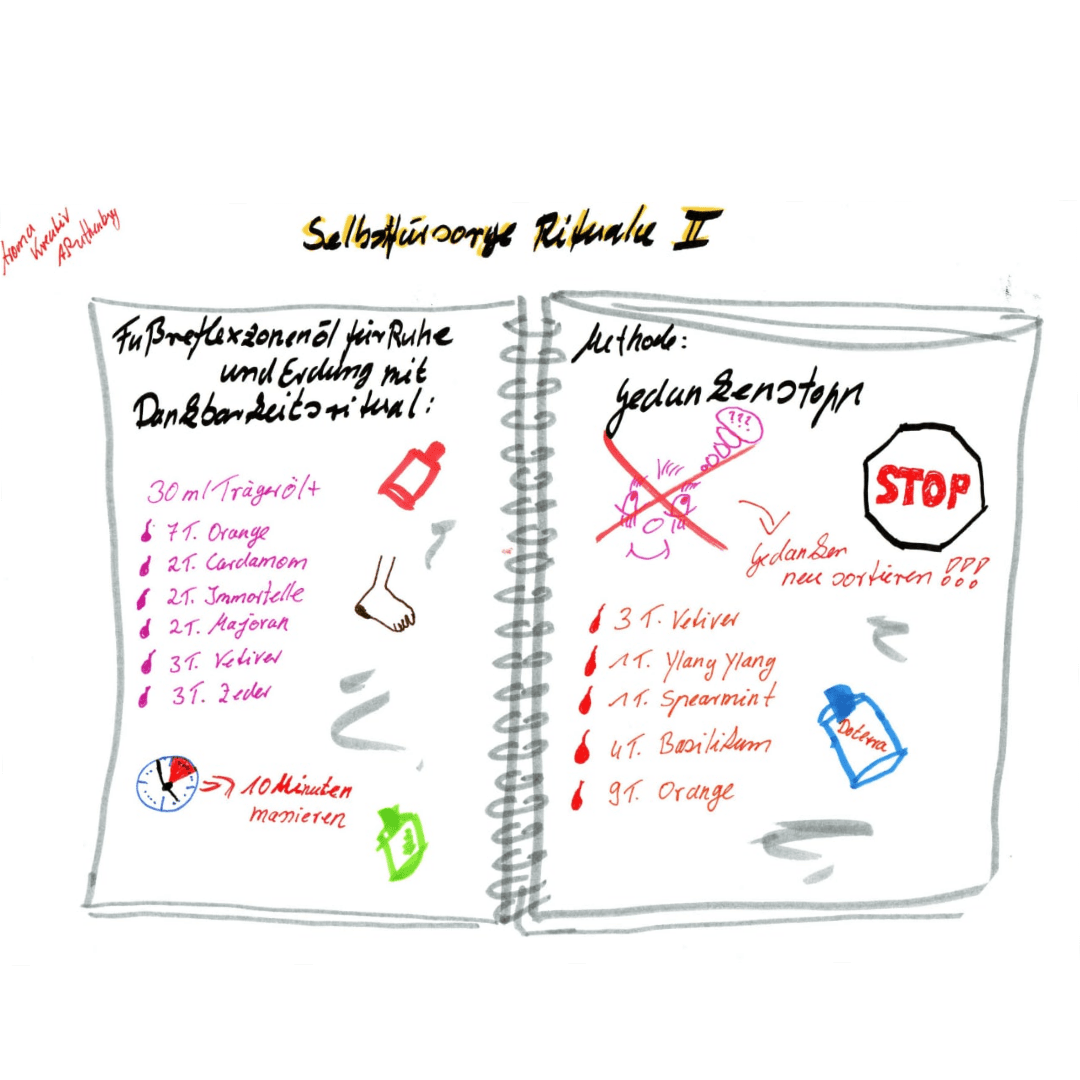 Aroma
Kreativ
ARuthenburg
Selbstfürsorge Rituale II
Fußreflexzonenöl für Ruhe
und Erdung mit
Dankbarkeitsritual:
30 ml Trägeröl +
7 T. Orange
2 T. Cardamom
2 T. Immortelle
2 T. Majoran
3 T. Vetiver
3 T. Zeder
10 Minuten
massieren
Methode:
Gedankenstopp
???
STOP
Gedanken
neu sortieren !!!
3 T. Vetiver
1 T. Ylang Ylang
1 T. Spearmint
4 T. Basilikum
9 T. Orange
Doterra